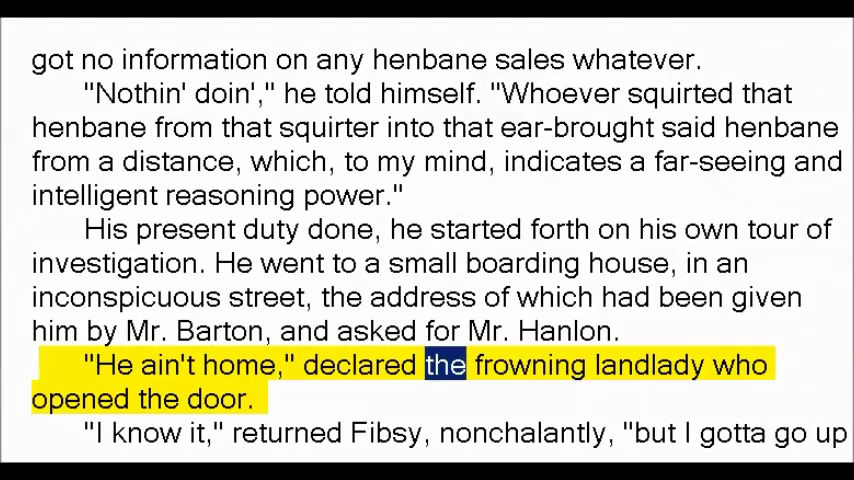 got no information on any henbane sales whatever.
"Nothin' doin'," he told himself. "Whoever squirted that
henbane from that squirter into that ear-brought said henbane
from a distance, which, to my mind, indicates a far-seeing and
intelligent reasoning power."
His present duty done, he started forth on his own tour of
investigation. He went to a small boarding house, in an
inconspicuous street, the address of which had been given
him by Mr. Barton, and asked for Mr. Hanlon.
"He ain't home," declared the frowning landlady who
opened the door.
"I know it," returned Fibsy, nonchalantly, "but I gotta go up